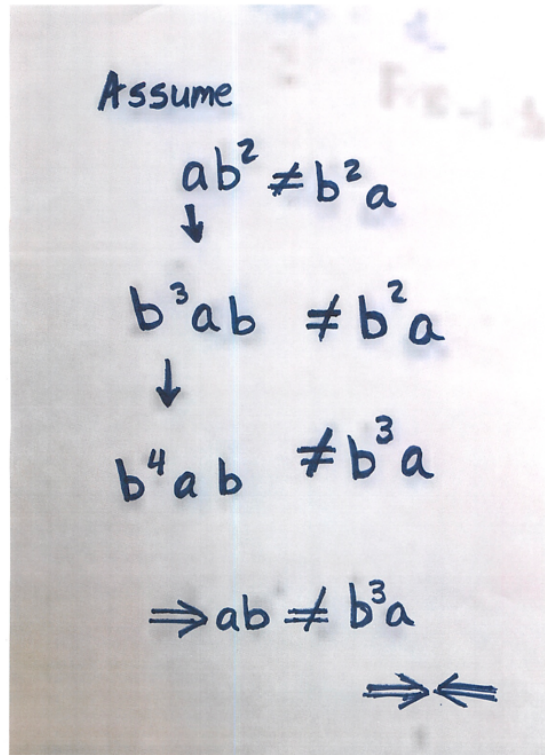 Assume
ab² ≠ b²a
↓
b³ab ≠ b²a
↓
b⁴ab ≠ b³a
⇒ ab ≠ b³a
⇒⇐